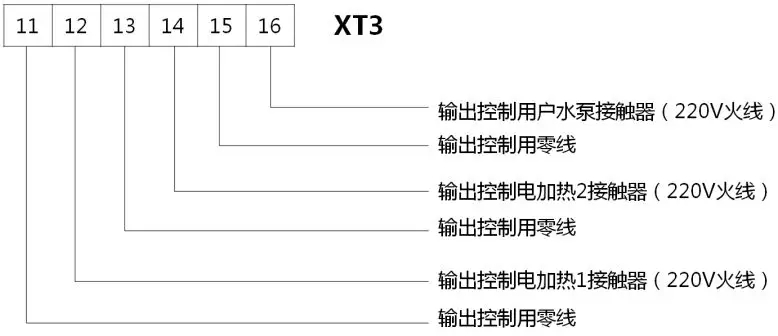 11 12 13 14 15 16 XT3
输出控制用户水泵接触器（220V火线）
输出控制用零线
输出控制电加热2接触器（220V火线）
输出控制用零线
输出控制电加热1接触器（220V火线）
输出控制用零线